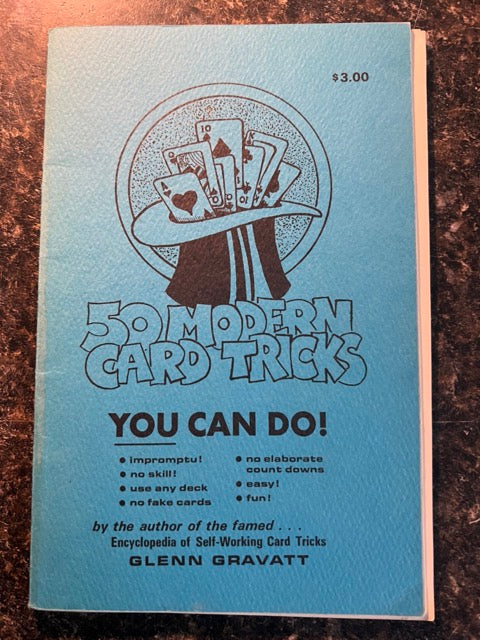 $3.00
10
9
A
50 MODERN
CARD TRICKS
YOU CAN DO!
• impromptu!
• no skill!
• use any deck
• no fake cards
• no elaborate
count downs
• easy!
• fun!
by the author of the famed . . .
Encyclopedia of Self-Working Card Tricks
GLENN GRAVATT